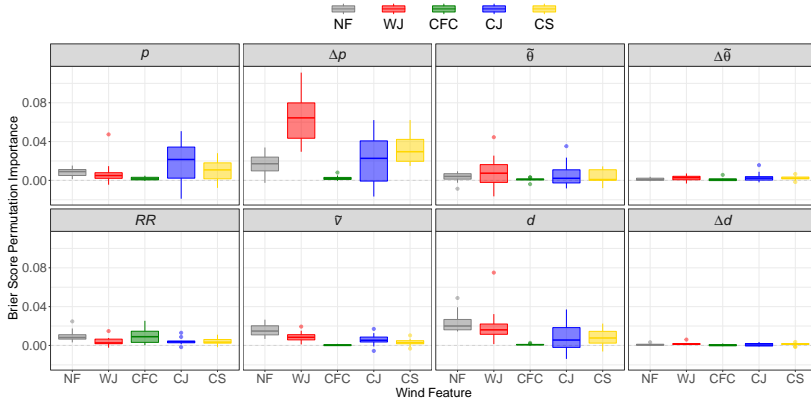 NF WJ CFC CJ CS
p Δp θ̃ Δθ̃
0.08
0.04
0.00
RR ṽ d Δd
0.08
0.04
0.00
Brier Score Permutation Importance
NF WJ CFC CJ CS NF WJ CFC CJ CS NF WJ CFC CJ CS NF WJ CFC CJ CS
Wind Feature